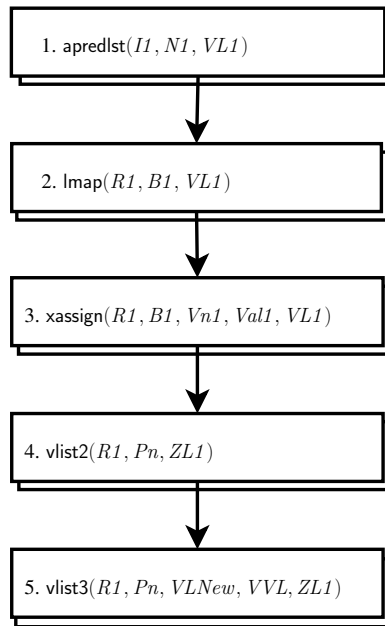 1. apredlst(I1, N1, VL1)
2. lmap(R1, B1, VL1)
3. xassign(R1, B1, Vn1, Val1, VL1)
4. vlist2(R1, Pn, ZL1)
5. vlist3(R1, Pn, VLNew, VVL, ZL1)